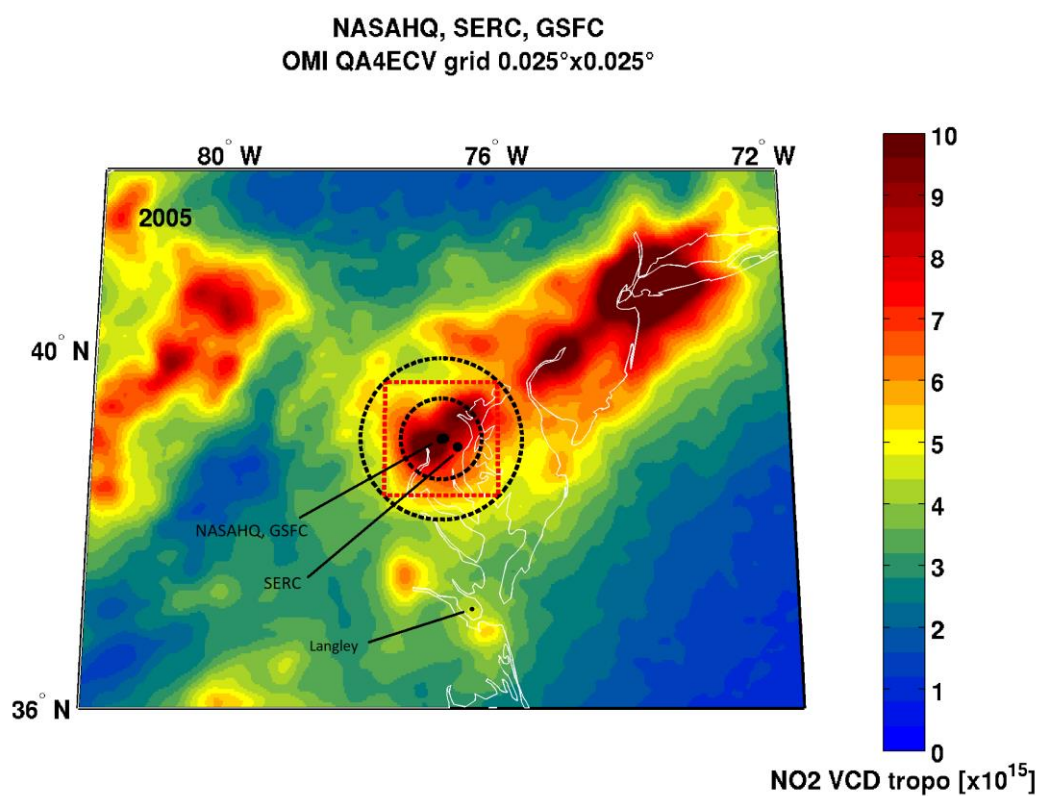 NASAHQ, SERC, GSFC
OMI QA4ECV grid 0.025°x0.025°
80° W
76° W
72° W
2005
40° N
36° N
NASAHQ, GSFC
SERC
Langley
10
9
8
7
6
5
4
3
2
1
0
NO2 VCD tropo [x10^15]